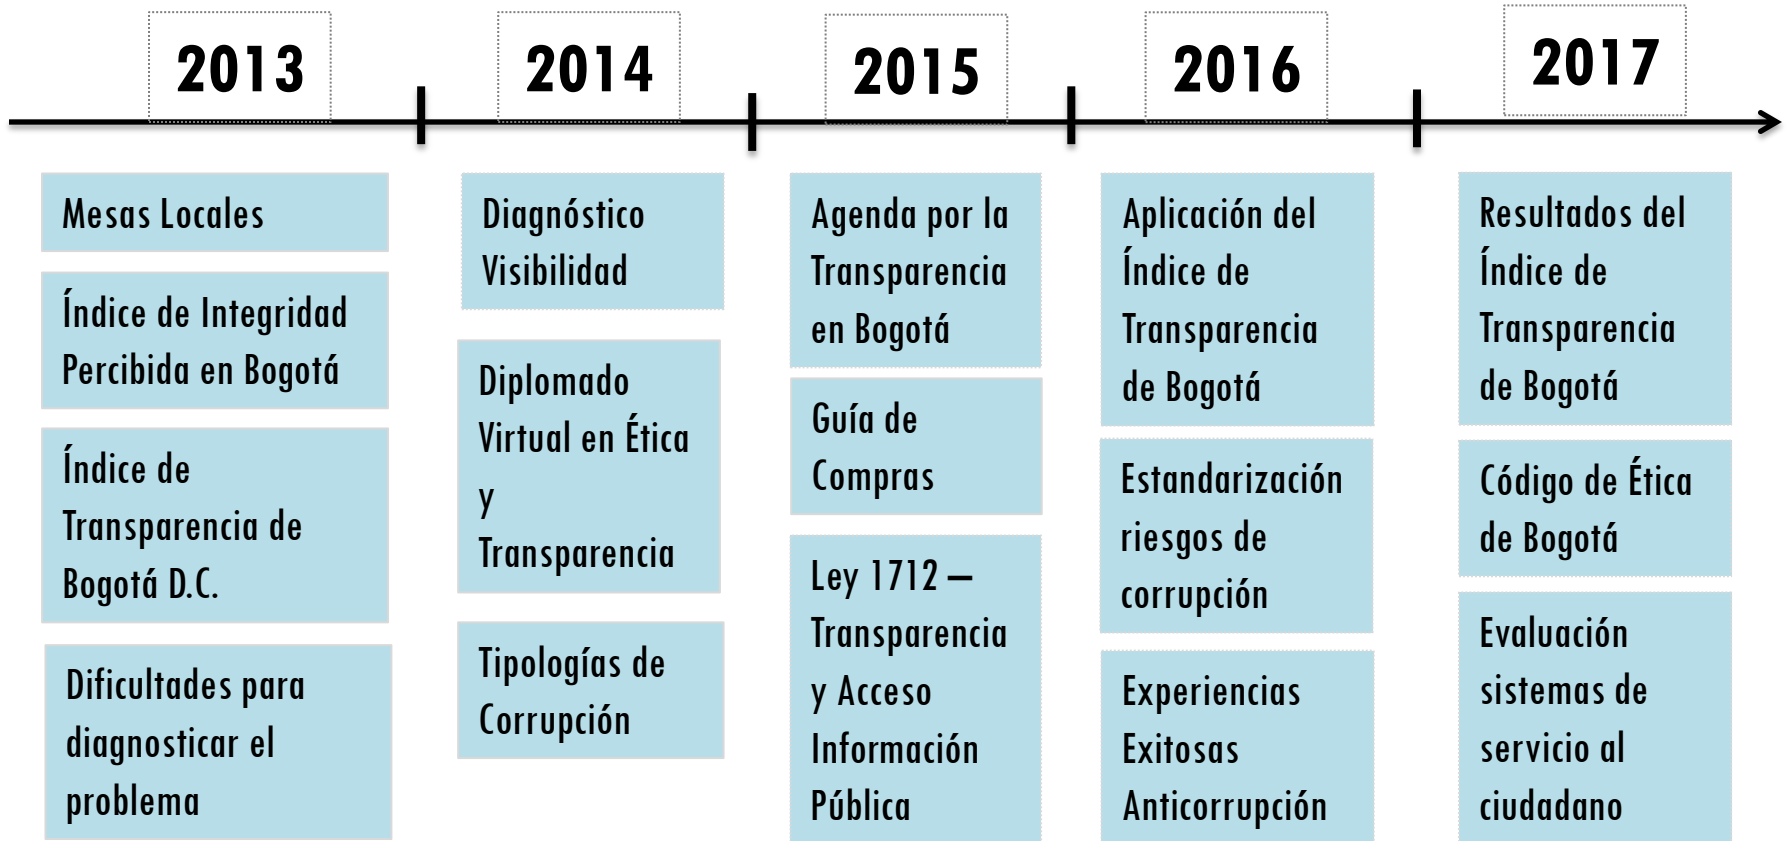 2013
2014
2015
2016
2017
Mesas Locales
Índice de Integridad
Percibida en Bogotá
Índice de
Transparencia de
Bogotá D.C.
Dificultades para
diagnosticar el
problema
Diagnóstico
Visibilidad
Diplomado
Virtual en Ética
y
Transparencia
Tipologías de
Corrupción
Agenda por la
Transparencia
en Bogotá
Guía de
Compras
Ley 1712 –
Transparencia
y Acceso
Información
Pública
Aplicación del
Índice de
Transparencia
de Bogotá
Estandarización
riesgos de
corrupción
Experiencias
Exitosas
Anticorrupción
Resultados del
Índice de
Transparencia
de Bogotá
Código de Ética
de Bogotá
Evaluación
sistemas de
servicio al
ciudadano